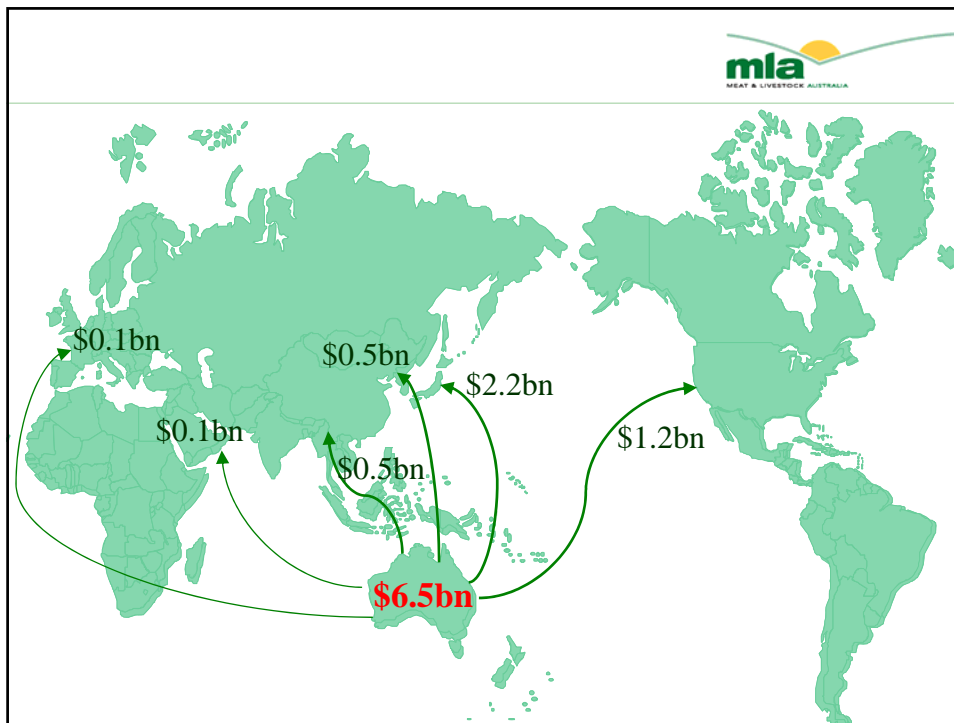 mla
MEAT & LIVESTOCK AUSTRALIA
$0.1bn
$0.5bn
$2.2bn
$0.1bn
$1.2bn
$0.5bn
$6.5bn